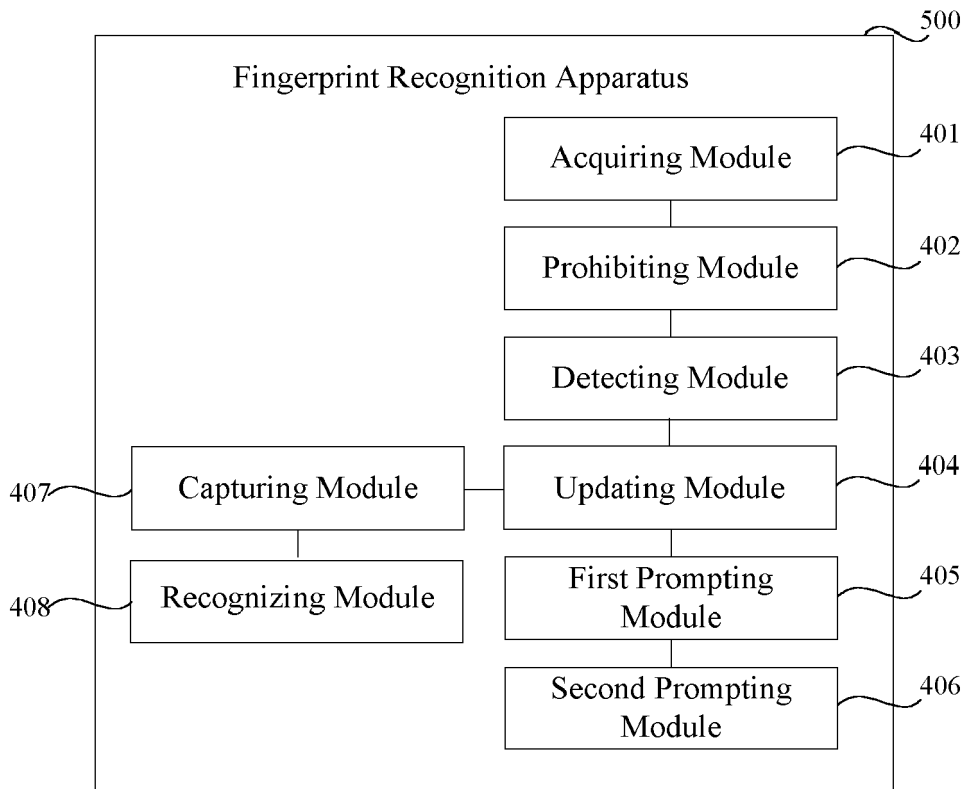 500
Fingerprint Recognition Apparatus
Acquiring Module
401
Prohibiting Module
402
Detecting Module
403
407
Capturing Module
Updating Module
404
408
Recognizing Module
First Prompting
Module
405
Second Prompting
Module
406